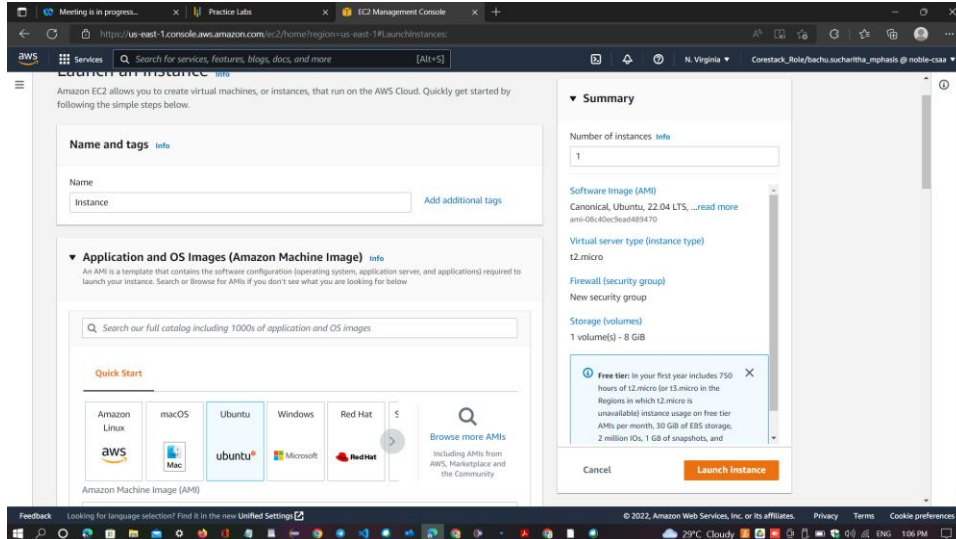 Meeting is in progress...
Practice Labs
EC2 Management Console
https://us-east-1.console.aws.amazon.com/ec2/home?region=us-east-1#LaunchInstances:
aws
Services
Search for services, features, blogs, docs, and more
[Alt+S]
N. Virginia
Corestack_Role/bachu.sucharitha_mphasis @ noble-csaa
Launch an instance Info
Amazon EC2 allows you to create virtual machines, or instances, that run on the AWS Cloud. Quickly get started by
following the simple steps below.
Name and tags Info
Name
Instance
Add additional tags
Application and OS Images (Amazon Machine Image) Info
An AMI is a template that contains the software configuration (operating system, application server, and applications) required to
launch your instance. Search or Browse for AMIs if you don't see what you are looking for below
Search our full catalog including 1000s of application and OS images
Quick Start
Amazon
Linux
aws
macOS
Mac
Ubuntu
ubuntu
Windows
Microsoft
Red Hat
RedHat
S
Browse more AMIs
Including AMIs from
AWS, Marketplace and
the Community
Amazon Machine Image (AMI)
Summary
Number of instances Info
1
Software Image (AMI)
Canonical, Ubuntu, 22.04 LTS, ...read more
ami-08c40ec9ead489470
Virtual server type (instance type)
t2.micro
Firewall (security group)
New security group
Storage (volumes)
1 volume(s) - 8 GiB
Free tier: In your first year includes 750
hours of t2.micro (or t3.micro in the
Regions in which t2.micro is
unavailable) instance usage on free tier
AMIs per month, 30 GiB of EBS storage,
2 million IOs, 1 GB of snapshots, and
Cancel
Launch instance
Feedback
Looking for language selection? Find it in the new Unified Settings
© 2022, Amazon Web Services, Inc. or its affiliates.
Privacy
Terms
Cookie preferences
29°C Cloudy
ENG
1:06 PM